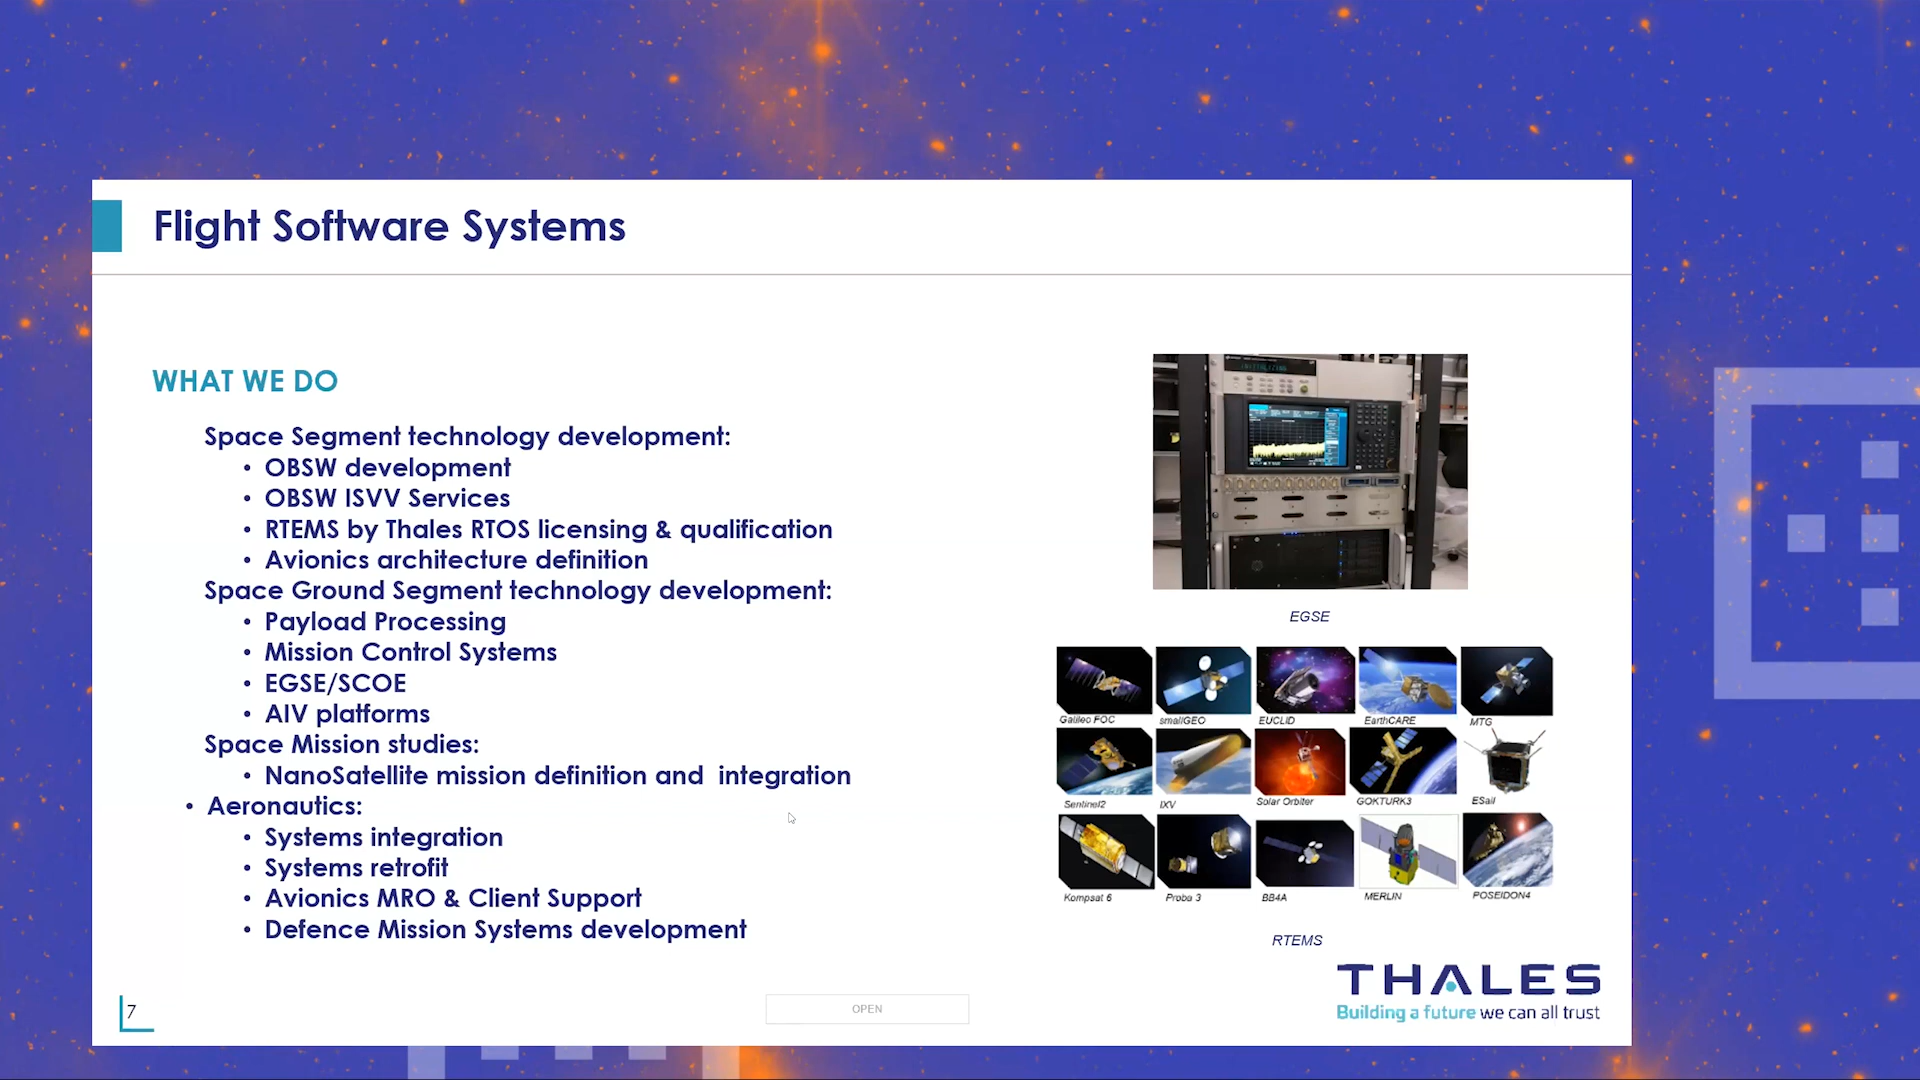 Flight Software Systems
WHAT WE DO
Space Segment technology development:
• OBSW development
• OBSW ISVV Services
• RTEMS by Thales RTOS licensing & qualification
• Avionics architecture definition
Space Ground Segment technology development:
• Payload Processing
• Mission Control Systems
• EGSE/SCOE
• AIV platforms
Space Mission studies:
• NanoSatellite mission definition and integration
• Aeronautics:
• Systems integration
• Systems retrofit
• Avionics MRO & Client Support
• Defence Mission Systems development
EGSE
Galileo FOC smallGEO EUCLID EarthCARE MTG
Sentinel2 IXV Solar Orbiter GOKTURK3 ESail
Kompsat 6 Proba 3 BB4A MERLIN POSEIDON4
RTEMS
THALES
Building a future we can all trust
7
OPEN